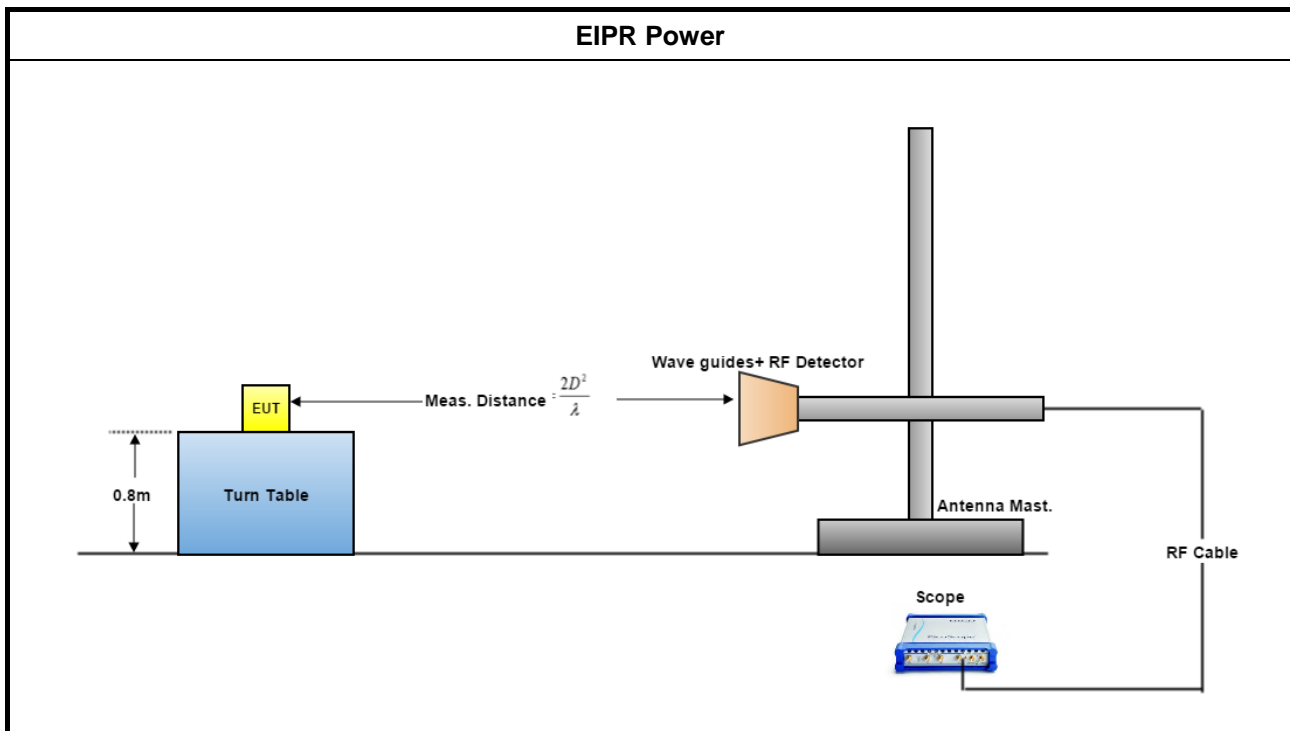 EIPR Power
Wave guides+ RF Detector
EUT
Meas. Distance = 2D² / λ
0.8m
Turn Table
Antenna Mast.
RF Cable
Scope